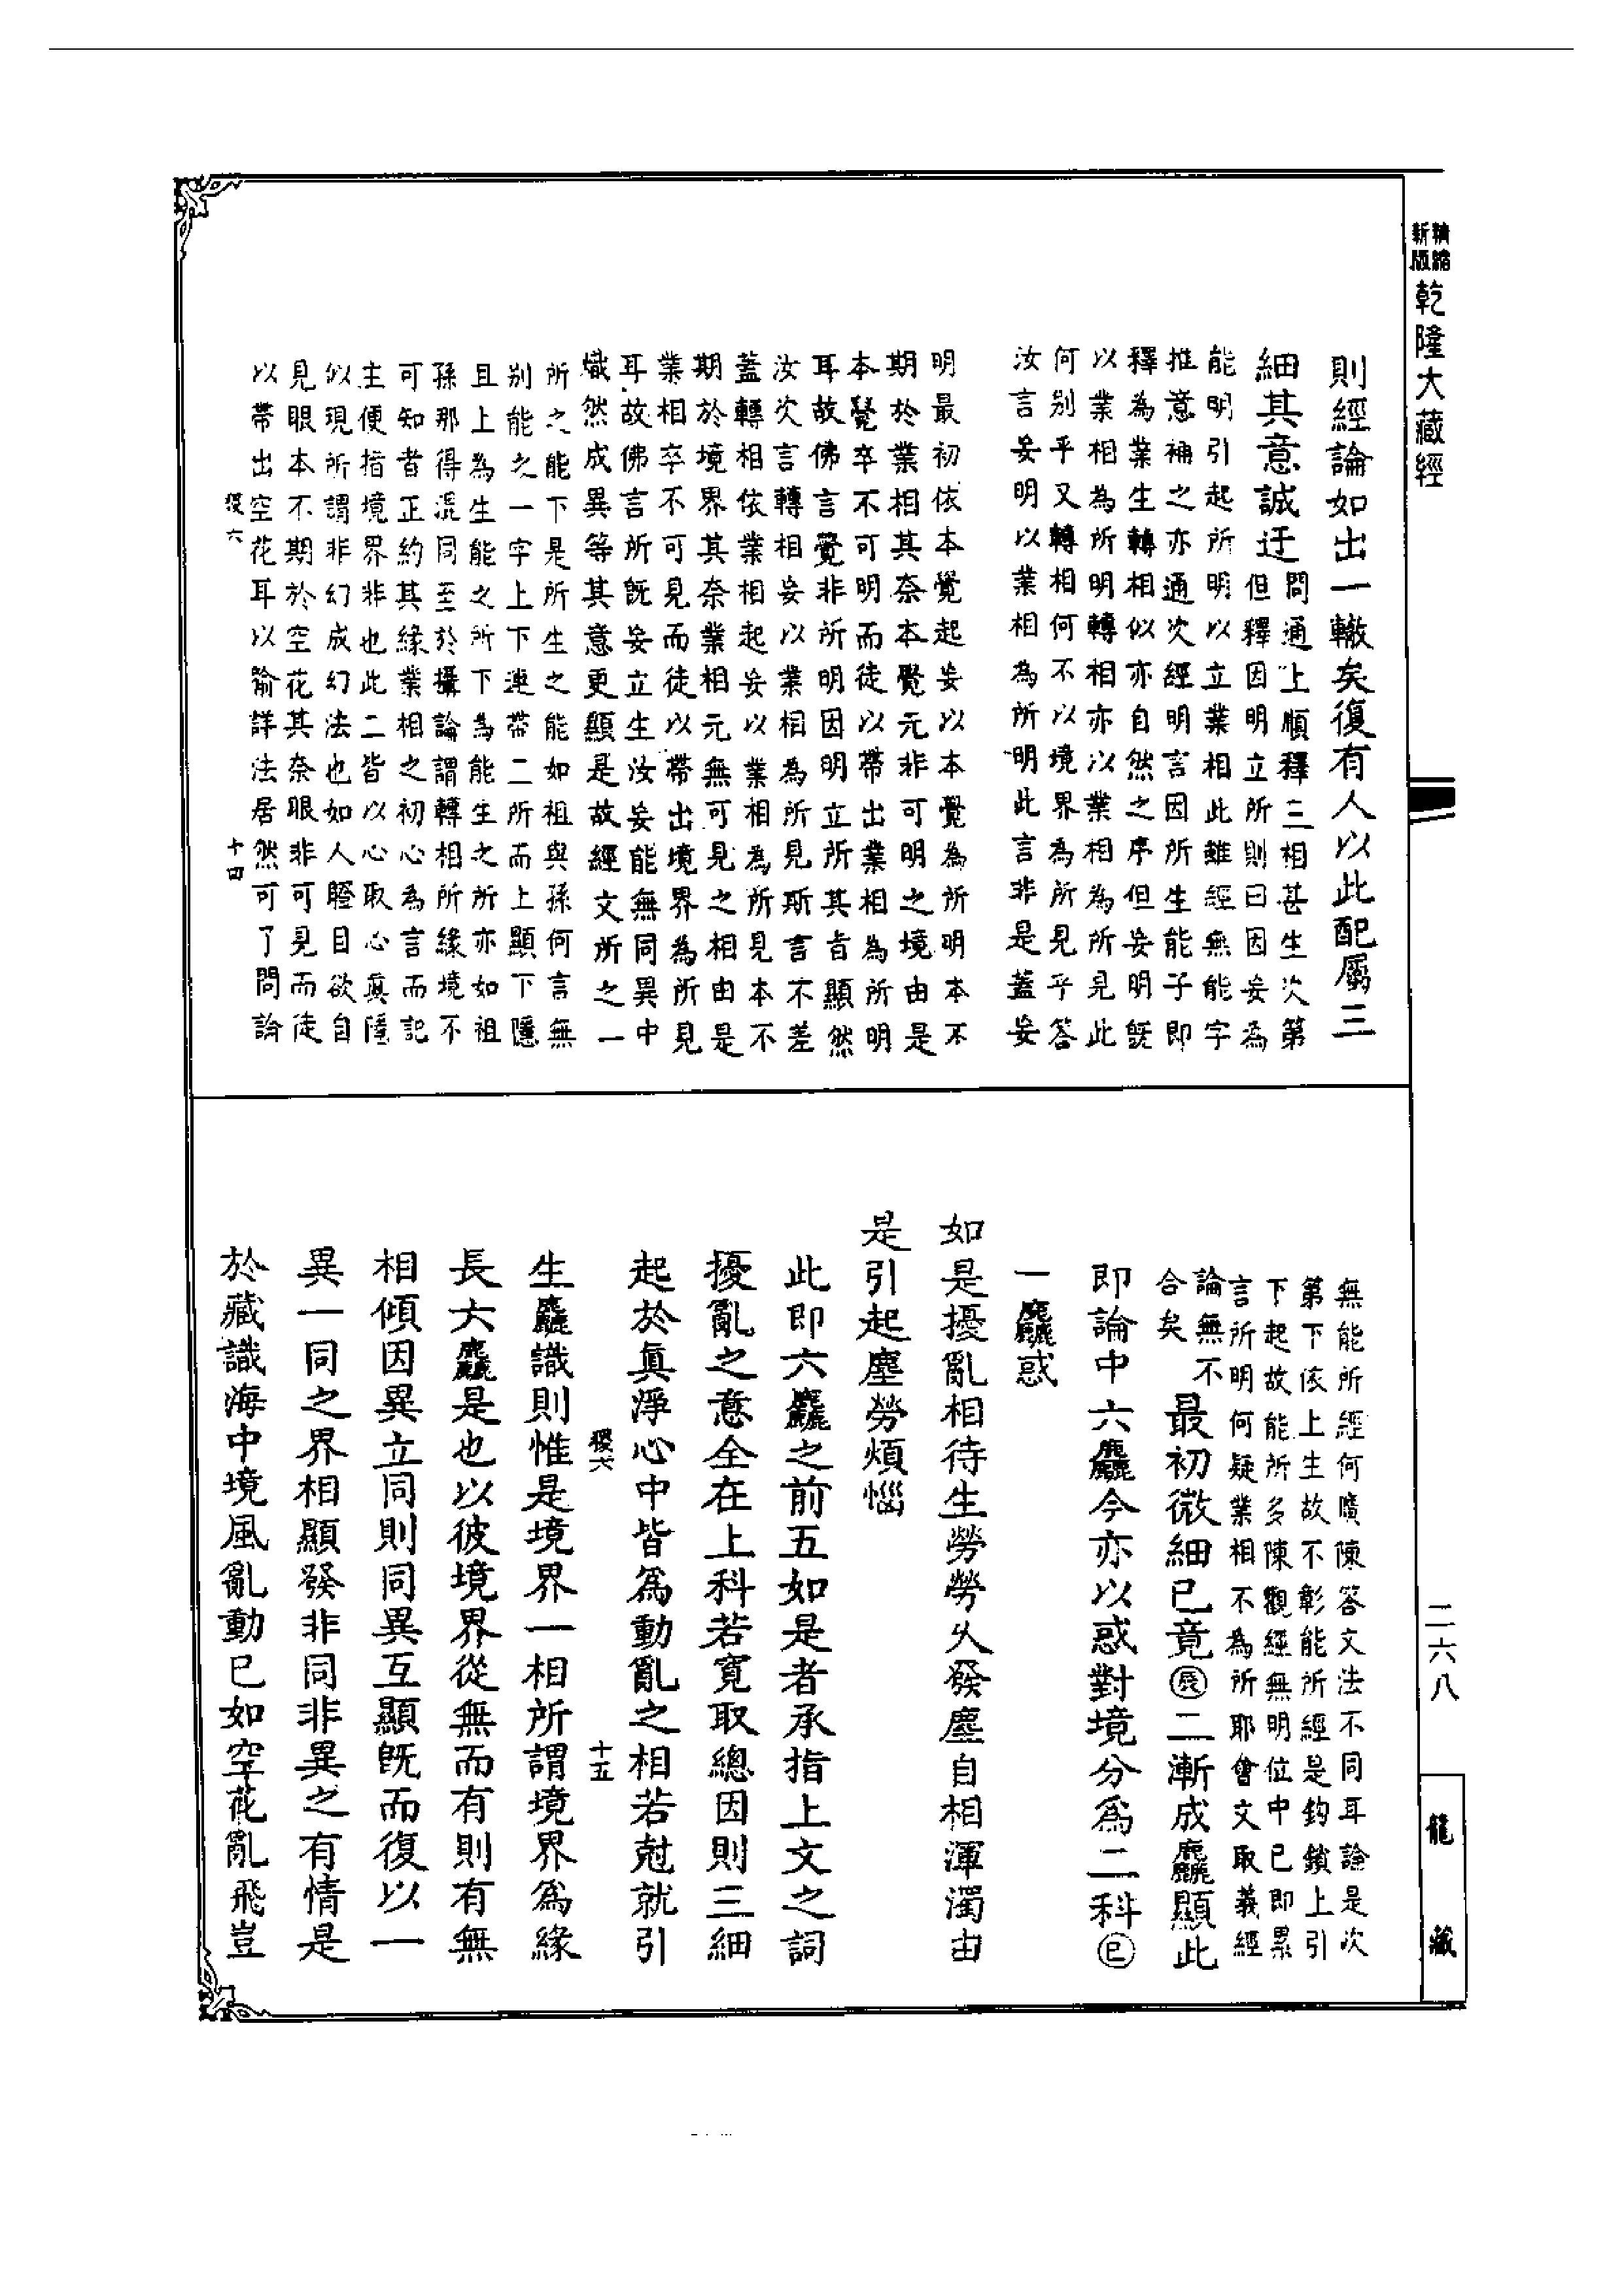 精縮新版
乾隆大藏經
二六八
龍藏
則經論如出一轍矣復有人以此配屬三
細其意誠迂
問通上順釋三相甚生次第
但釋因明立所則曰因妄為
能明引起所明以立業相此雖經無能字
推意補之亦通次經明言因所生能子即
釋為業生轉相似亦自然之序但妄明既
以業相為所明轉相亦以業相為所見此
何別乎又轉相何不以境界為所見乎答
汝言妄明以業相為所明此言非是蓋妄
明最初依本覺起妄以本覺為所明本不
期於業相其奈本覺元非可明之境由是
本覺卒不可明而徒以帶出業相為所明
耳故佛言覺非所明因明立所其旨顯然
汝次言轉相妄以業相為所見斯言不差
蓋轉相依業相起妄以業相為所見本不
期於境界其奈業相元無可見之相由是
業相卒不可見而徒以帶出境界為所見
耳故佛言所既妄立生汝妄能無同異中
熾然成異等其意更顯是故經文所之一
所之能下是所生之能如祖與孫何言無
別能之一字上下連帶二所而上顯下隱
且上為生能之所下為能生之所亦如祖
孫那得混同至於攝論謂轉相所緣境不
可知者正約其緣業相之初心為言而記
主便指境界非也此二皆以心取心真隱
似現所謂非幻成幻法也如人瞪目欲自
見眼本不期於空花其奈眼非可見而徒
以帶出空花耳以喻詳法居然可了問論
稷六
十四
無能所經何廣陳答文法不同耳論是次
第下依上生故不彰能所經是鈎鎖上引
下起故能所多陳觀經無明位中已即累
言所明何疑業相不為所耶會文取義經
論無不
合矣
最初微細已竟㊋二漸成麤顯此
即論中六麤今亦以惑對境分為二科㊁
一麤惑
如是擾亂相待生勞勞久發塵自相渾濁由
是引起塵勞煩惱
此即六麤之前五如是者承指上文之詞
擾亂之意全在上科若寬取總因則三細
起於真淨心中皆為動亂之相若尅就引
稷六
十五
生麤識則惟是境界一相所謂境界為緣
長六麤是也以彼境界從無而有則有無
相傾因異立同則同異互顯既而復以一
異一同之界相顯發非同非異之有情是
於藏識海中境風亂動已如空花亂飛豈